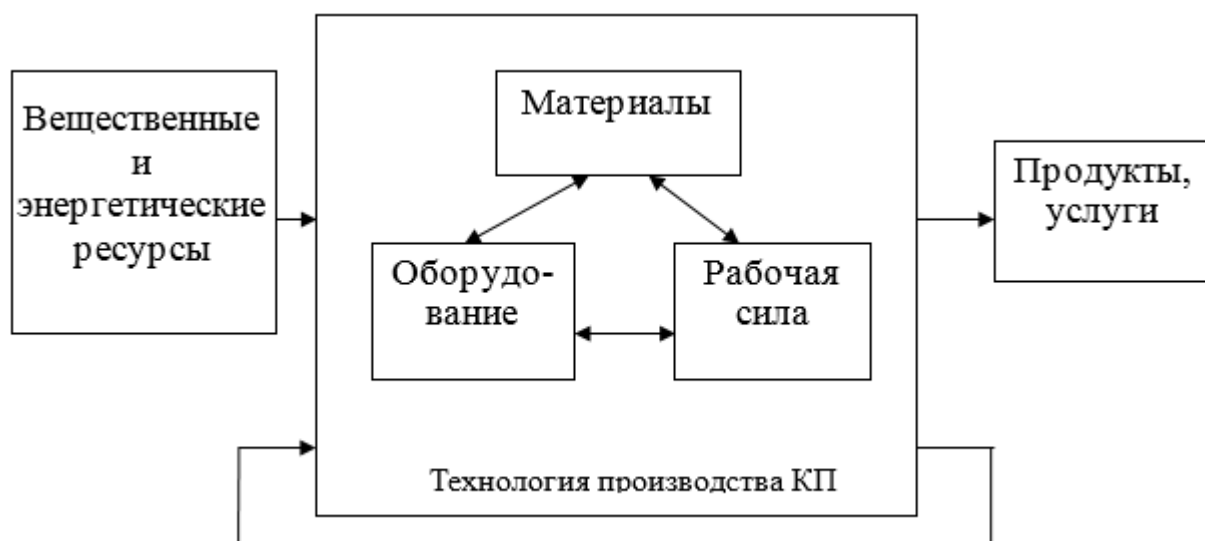 Вещественные
и
энергетические
ресурсы
Материалы
Оборудо-
вание
Рабочая
сила
Технология производства КП
Продукты,
услуги